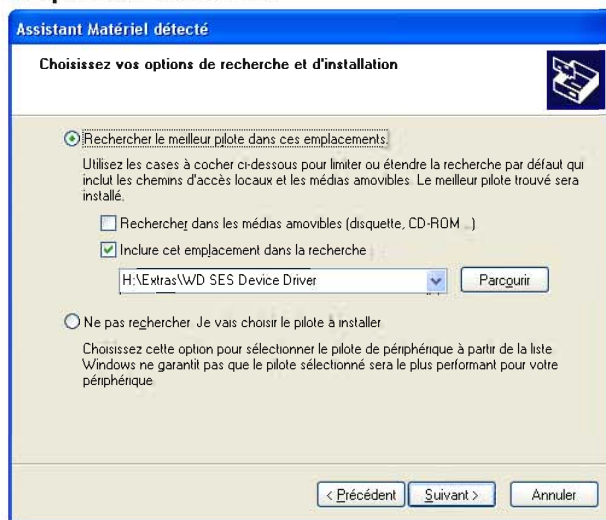 Assistant Matériel détecté
Choisissez vos options de recherche et d'installation
Rechercher le meilleur pilote dans ces emplacements.
Utilisez les cases à cocher ci-dessous pour limiter ou étendre la recherche par défaut qui
inclut les chemins d'accès locaux et les médias amovibles. Le meilleur pilote trouvé sera
installé.
Rechercher dans les médias amovibles (disquette, CD-ROM...)
Inclure cet emplacement dans la recherche
H:\Extras\WD SES Device Driver
Parcourir
Ne pas rechercher Je vais choisir le pilote à installer
Choisissez cette option pour sélectionner le pilote de périphérique à partir de la liste
Windows ne garantit pas que le pilote sélectionné sera le plus performant pour votre
périphérique
< Précédent Suivant > Annuler